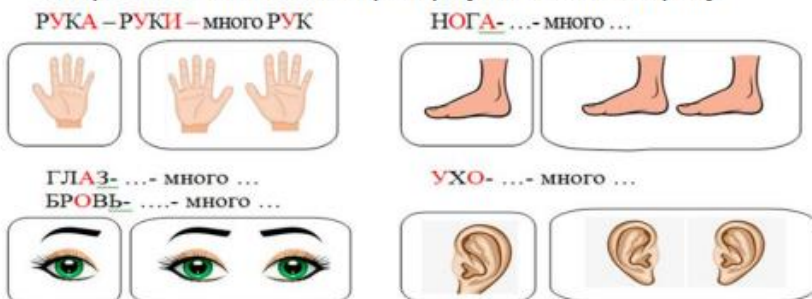 РУКА – РУКИ – много РУК
НОГА- …- много …
ГЛАЗ- …- много …
БРОВЬ- ….- много …
УХО- …- много …